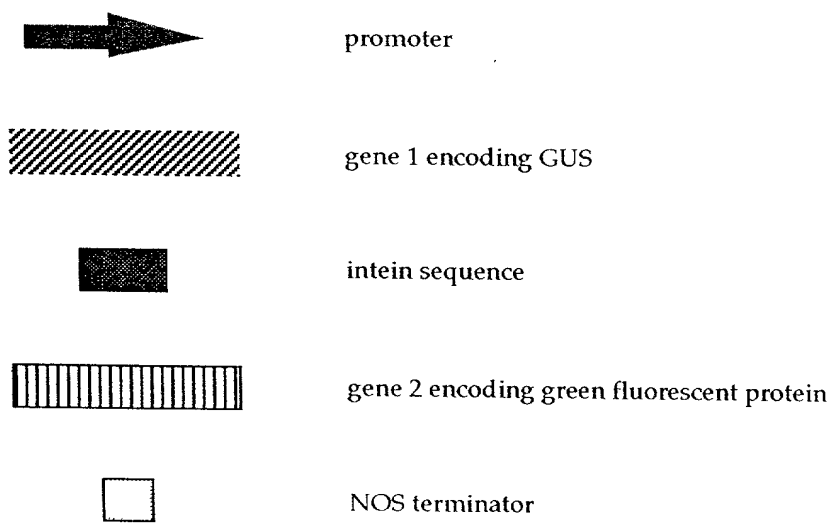 promoter
gene 1 encoding GUS
intein sequence
gene 2 encoding green fluorescent protein
NOS terminator